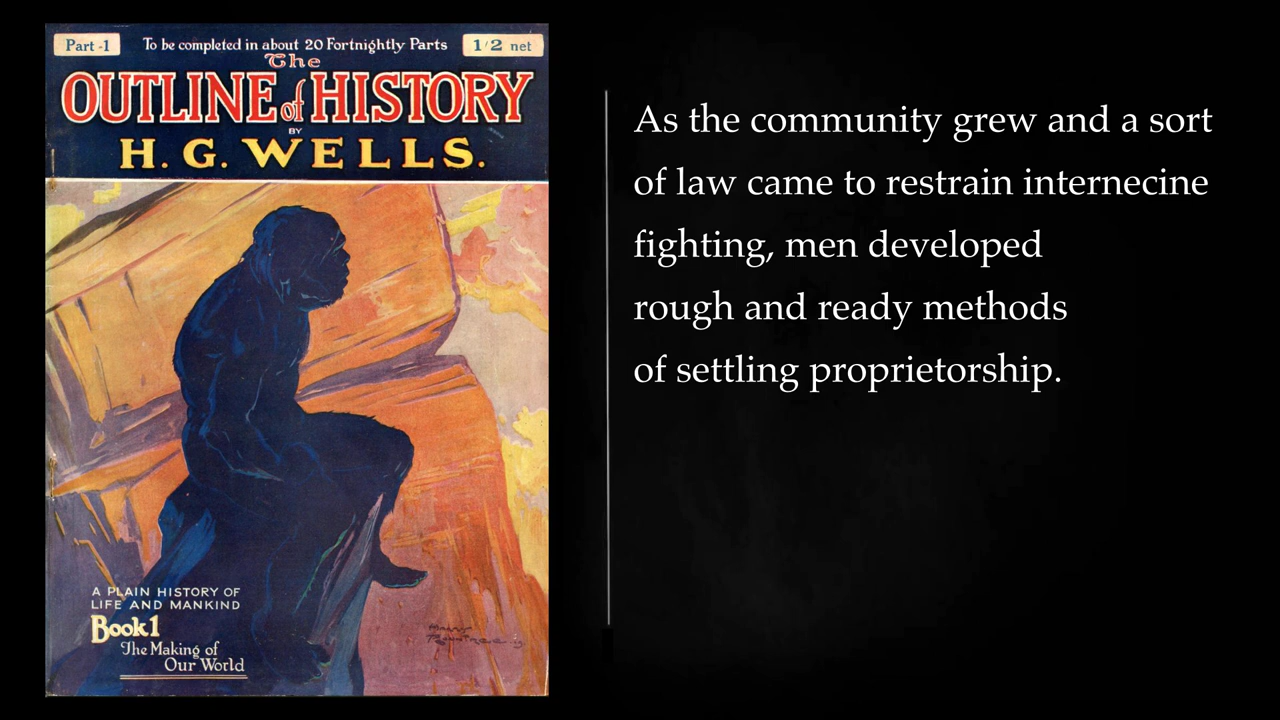 Part -1
To be completed in about 20 Fortnightly Parts
1/2 net
The
OUTLINE of HISTORY
BY
H. G. WELLS.
A PLAIN HISTORY OF
LIFE AND MANKIND
Book 1
The Making of
Our World
As the community grew and a sort
of law came to restrain internecine
fighting, men developed
rough and ready methods
of settling proprietorship.